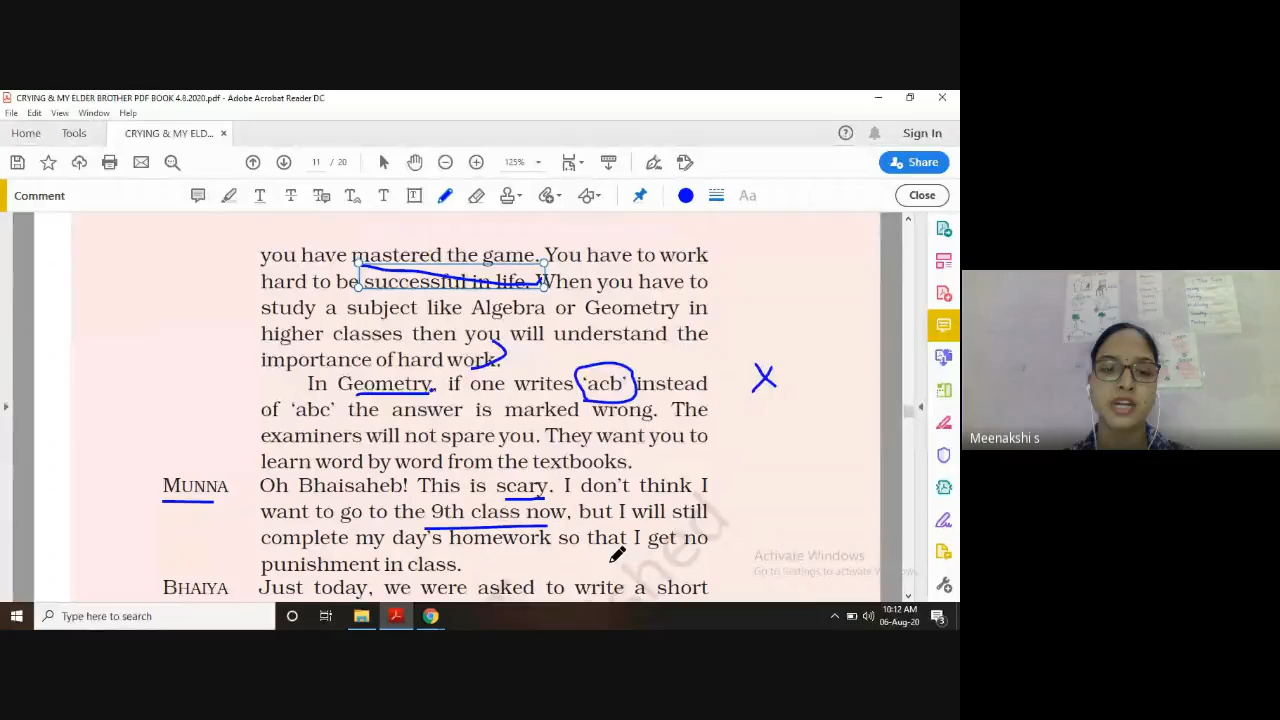 CRYING & MY ELDER BROTHER PDF BOOK 4.8.2020.pdf - Adobe Acrobat Reader DC
File Edit View Window Help
Home Tools CRYING & MY ELD... × Sign In
11 / 20 125% Share
Comment Aa Close
you have mastered the game. You have to work
hard to be successful in life. When you have to
study a subject like Algebra or Geometry in
higher classes then you will understand the
importance of hard work.
In Geometry, if one writes ‘acb’ instead X
of ‘abc’ the answer is marked wrong. The
examiners will not spare you. They want you to
learn word by word from the textbooks.
MUNNA Oh Bhaisaheb! This is scary. I don’t think I
want to go to the 9th class now, but I will still
complete my day’s homework so that I get no
punishment in class.
BHAIYA Just today, we were asked to write a short
Activate Windows
Go to Settings to activate Windows.
Type here to search
10:12 AM
06-Aug-20
3
Meenakshi s